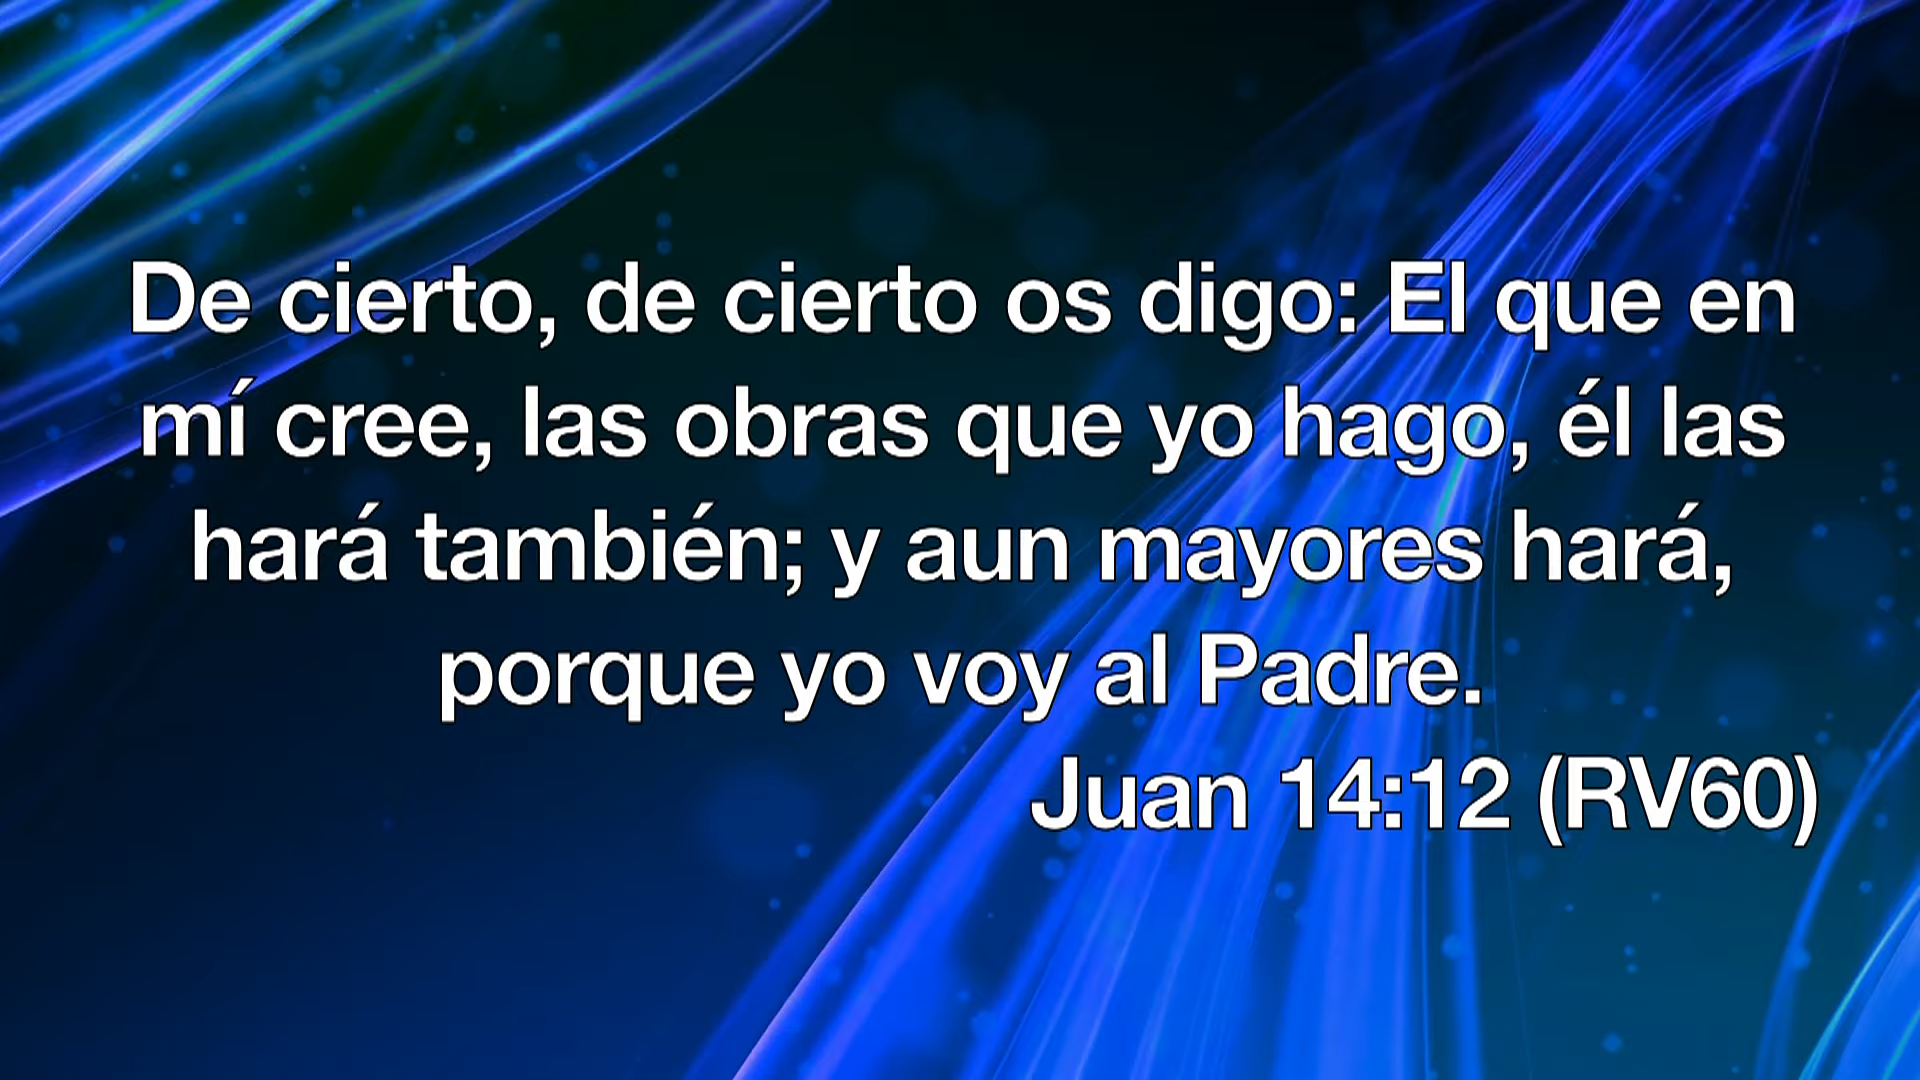 De cierto, de cierto os digo: El que en
mí cree, las obras que yo hago, él las
hará también; y aun mayores hará,
porque yo voy al Padre.
Juan 14:12 (RV60)